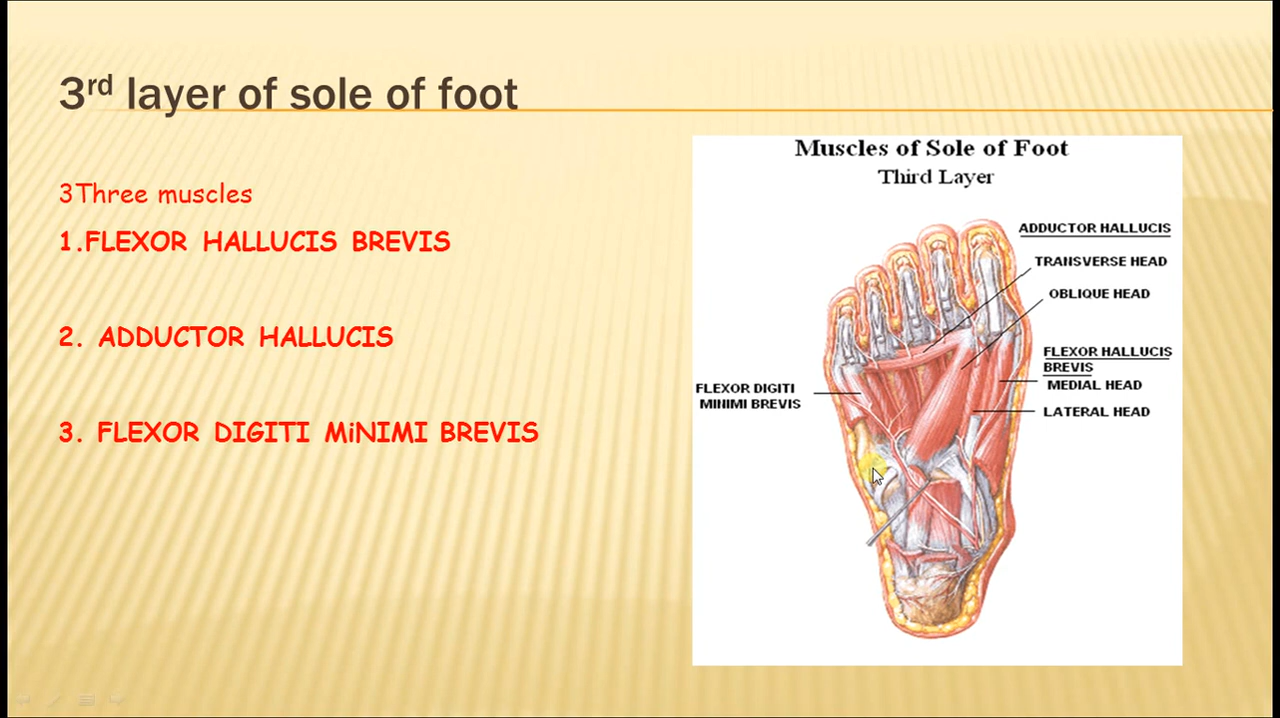 3rd layer of sole of foot
3Three muscles
1.FLEXOR HALLUCIS BREVIS
2. ADDUCTOR HALLUCIS
3. FLEXOR DIGITI MiNIMI BREVIS
Muscles of Sole of Foot
Third Layer
ADDUCTOR HALLUCIS
TRANSVERSE HEAD
OBLIQUE HEAD
FLEXOR HALLUCIS
BREVIS
MEDIAL HEAD
LATERAL HEAD
FLEXOR DIGITI
MINIMI BREVIS